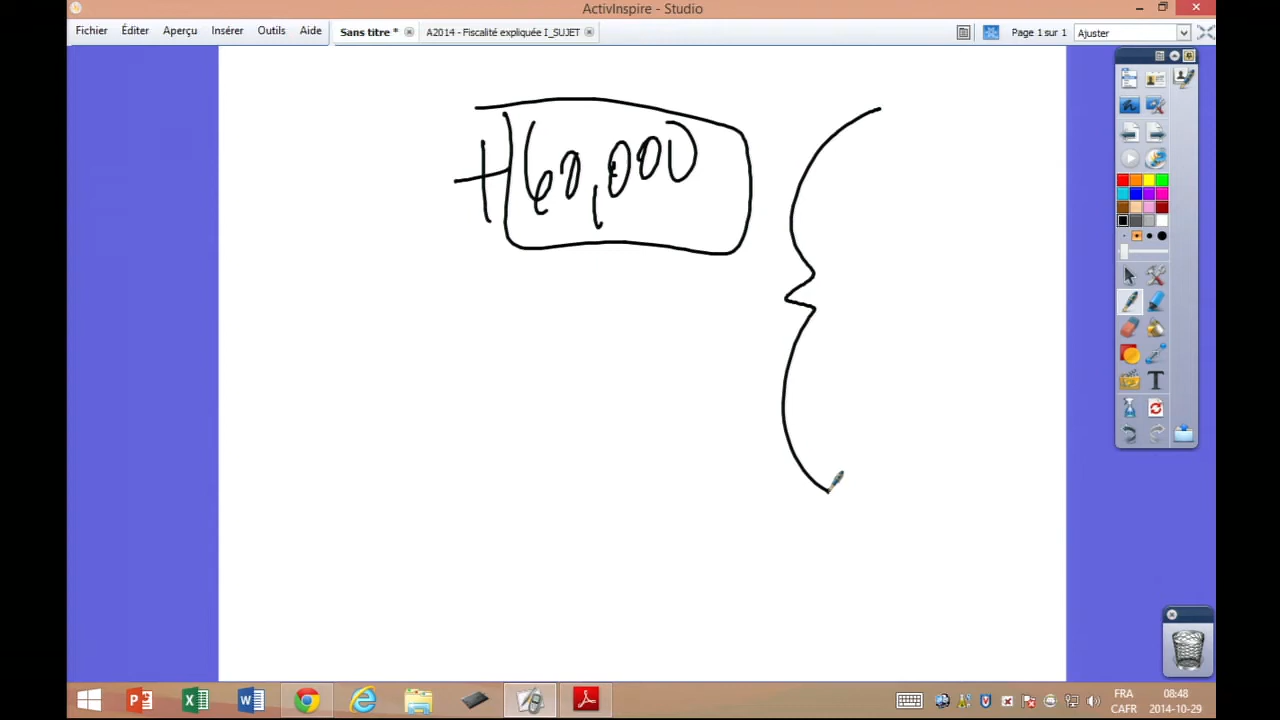 ActivInspire - Studio
Fichier Éditer Aperçu Insérer Outils Aide
Sans titre *
A2014 - Fiscalité expliquée I_SUJET
Page 1 sur 1
Ajuster
+ 60,000
T
FRA
CAFR
08:48
2014-10-29